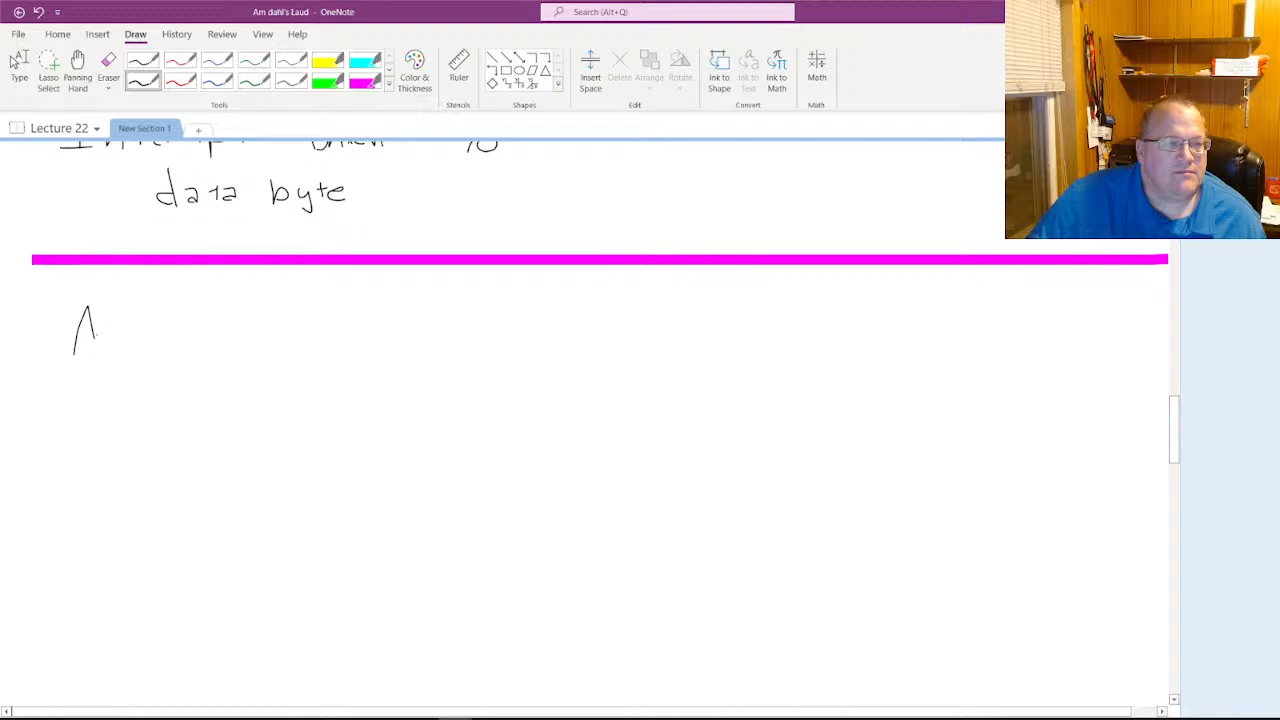 Am dahl's Laud - OneNote
Search (Alt+Q)
File Home Insert Draw History Review View Help
Type Lasso Select Panning Hand Eraser
Color & Thickness
Ruler
Insert Space Delete Arrange Rotate
Ink to Shape Ink to Text Ink to Math
Math
Tools Stencils Shapes Edit Convert Math
Lecture 22 New Section 1 +
data byte